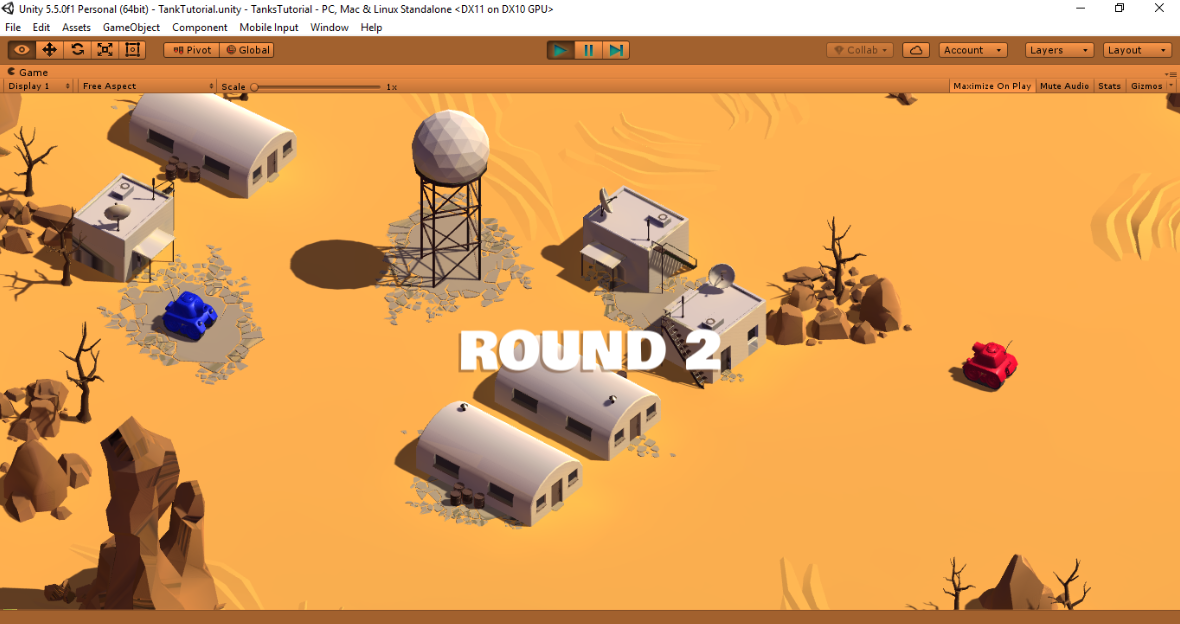 Unity 5.5.0f1 Personal (64bit) - TankTutorial.unity - TanksTutorial - PC, Mac & Linux Standalone <DX11 on DX10 GPU>
File Edit Assets GameObject Component Mobile Input Window Help
Pivot Global Collab Account Layers Layout
Game
Display 1 Free Aspect Scale 1x Maximize On Play Mute Audio Stats Gizmos
ROUND 2